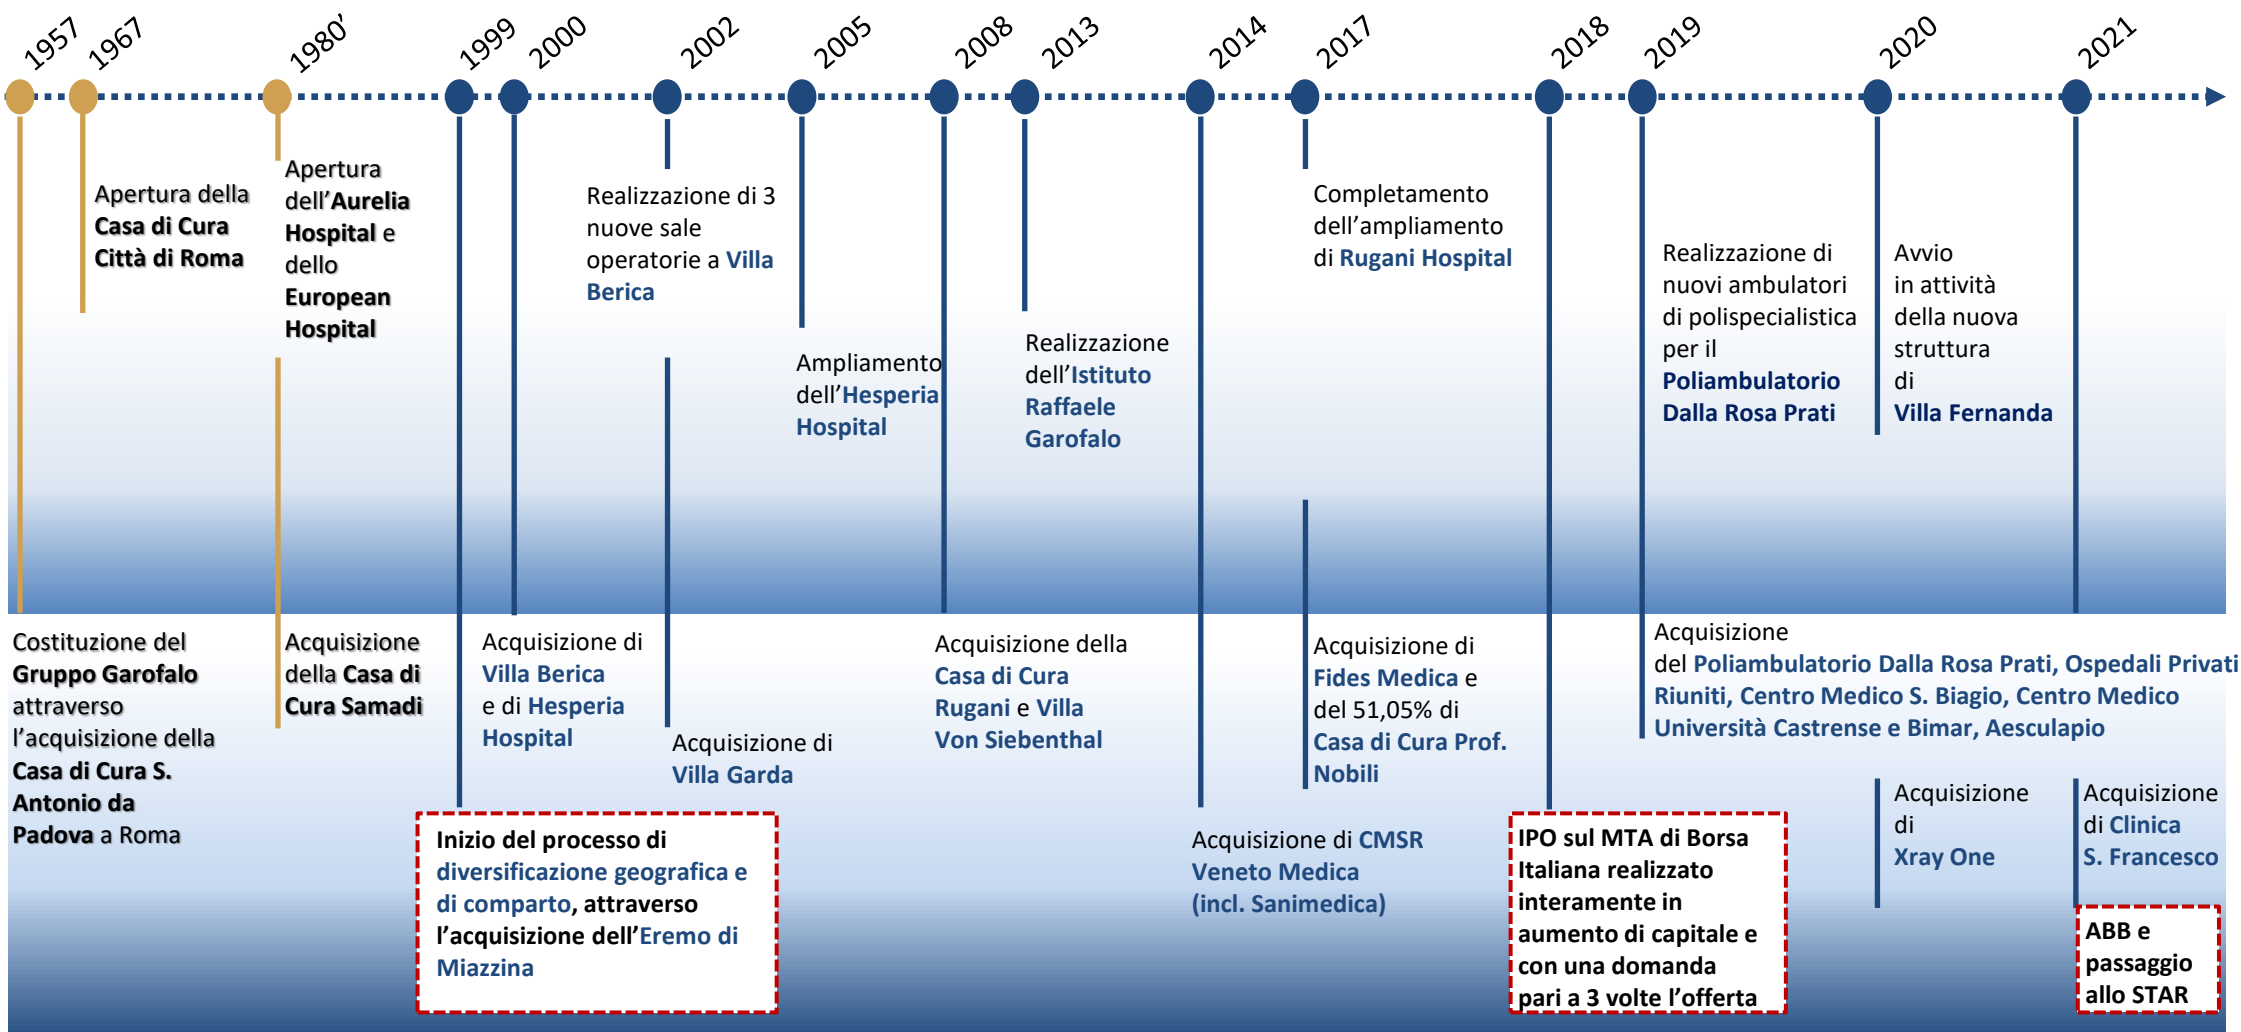 1957
1967
1980’
1999
2000
2002
2005
2008
2013
2014
2017
2018
2019
2020
2021
Apertura della
Casa di Cura
Città di Roma
Apertura
dell’Aurelia
Hospital e
dello
European
Hospital
Realizzazione di 3
nuove sale
operatorie a Villa
Berica
Ampliamento
dell’Hesperia
Hospital
Realizzazione
dell’Istituto
Raffaele
Garofalo
Completamento
dell’ampliamento
di Rugani Hospital
Realizzazione di
nuovi ambulatori
di polispecialistica
per il
Poliambulatorio
Dalla Rosa Prati
Avvio
in attività
della nuova
struttura
di
Villa Fernanda
Costituzione del
Gruppo Garofalo
attraverso
l’acquisizione della
Casa di Cura S.
Antonio da
Padova a Roma
Acquisizione
della Casa di
Cura Samadi
Acquisizione di
Villa Berica
e di Hesperia
Hospital
Acquisizione di
Villa Garda
Acquisizione della
Casa di Cura
Rugani e Villa
Von Siebenthal
Acquisizione di
Fides Medica e
del 51,05% di
Casa di Cura Prof.
Nobili
Acquisizione
del Poliambulatorio Dalla Rosa Prati, Ospedali Privati
Riuniti, Centro Medico S. Biagio, Centro Medico
Università Castrense e Bimar, Aesculapio
Inizio del processo di
diversificazione geografica e
di comparto, attraverso
l’acquisizione dell’Eremo di
Miazzina
Acquisizione di CMSR
Veneto Medica
(incl. Sanimedica)
IPO sul MTA di Borsa
Italiana realizzato
interamente in
aumento di capitale e
con una domanda
pari a 3 volte l’offerta
Acquisizione
di
Xray One
Acquisizione
di Clinica
S. Francesco
ABB e
passaggio
allo STAR